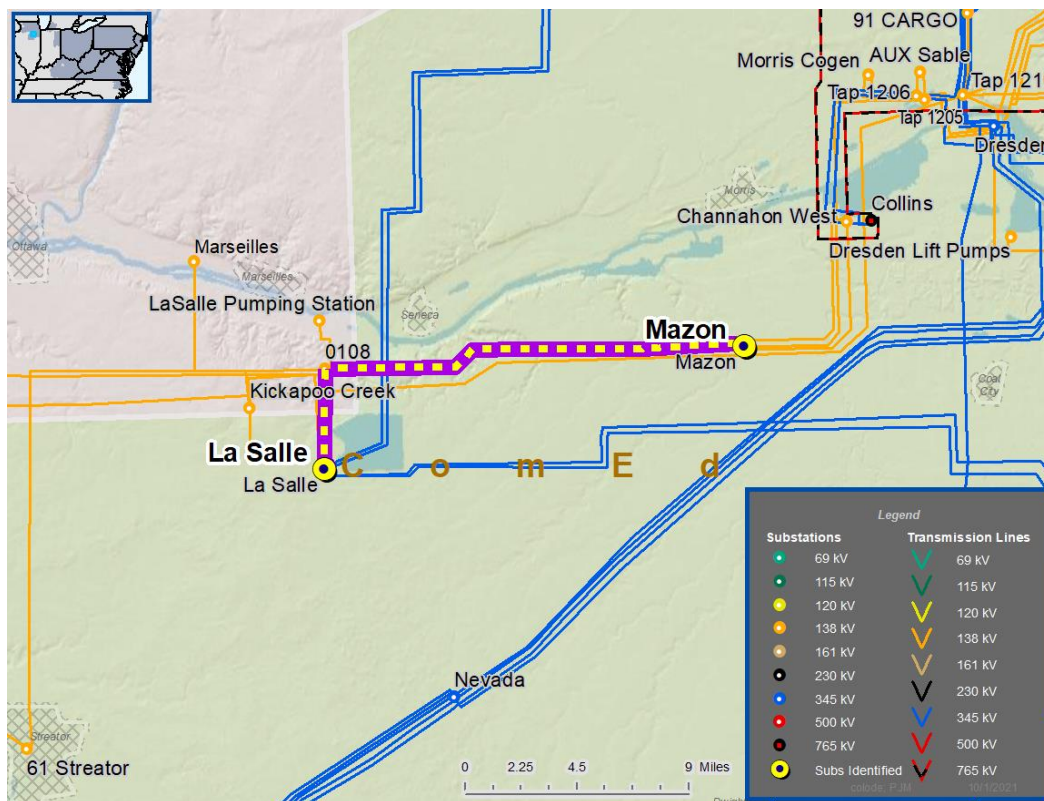 91 CARGO
Morris Cogen
AUX Sable
Tap 1206
Tap 1205
Tap 121
Dresden
Morris
Collins
Channahon West
Dresden Lift Pumps
Ottawa
Marseilles
Marseilles
LaSalle Pumping Station
Seneca
0108
Mazon
Mazon
Kickapoo Creek
Coal City
La Salle
La Salle
C o m E d
Nevada
Streator
61 Streator
0 2.25 4.5 9 Miles
Legend
Substations Transmission Lines
69 kV 69 kV
115 kV 115 kV
120 kV 120 kV
138 kV 138 kV
161 kV 161 kV
230 kV 230 kV
345 kV 345 kV
500 kV 500 kV
765 kV 765 kV
Subs Identified
10/1/2021